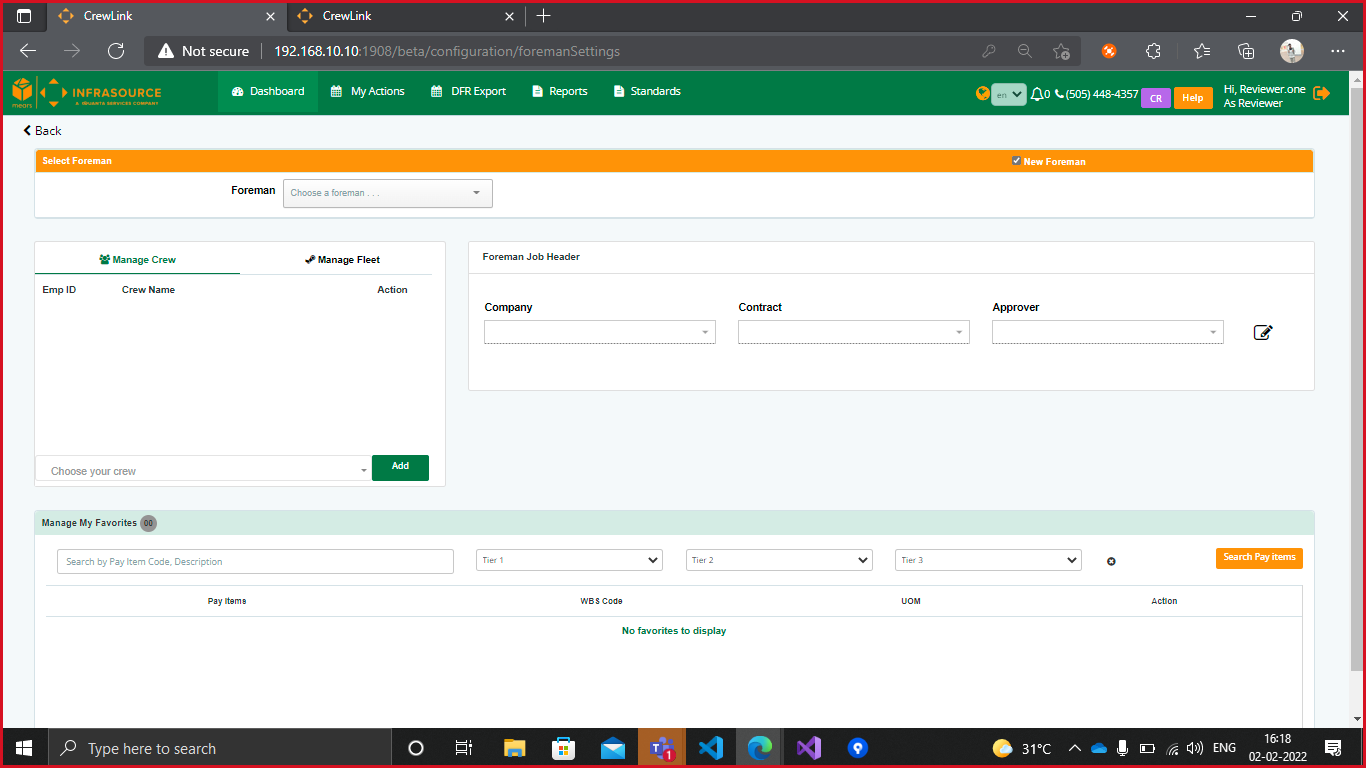 CrewLink
CrewLink
Not secure
192.168.10.10:1908/beta/configuration/foremanSettings
mears
INFRASOURCE
A QUANTA SERVICES COMPANY
Dashboard
My Actions
DFR Export
Reports
Standards
en
0
(505) 448-4357
CR
Help
Hi, Reviewer.one
As Reviewer
Back
Select Foreman
New Foreman
Foreman
Choose a foreman . . .
Manage Crew
Manage Fleet
Emp ID
Crew Name
Action
Choose your crew
Add
Foreman Job Header
Company
Contract
Approver
Manage My Favorites 00
Search by Pay Item Code, Description
Tier 1
Tier 2
Tier 3
Search Pay items
Pay Items
WBS Code
UOM
Action
No favorites to display
Type here to search
1
31°C
ENG
16:18
02-02-2022